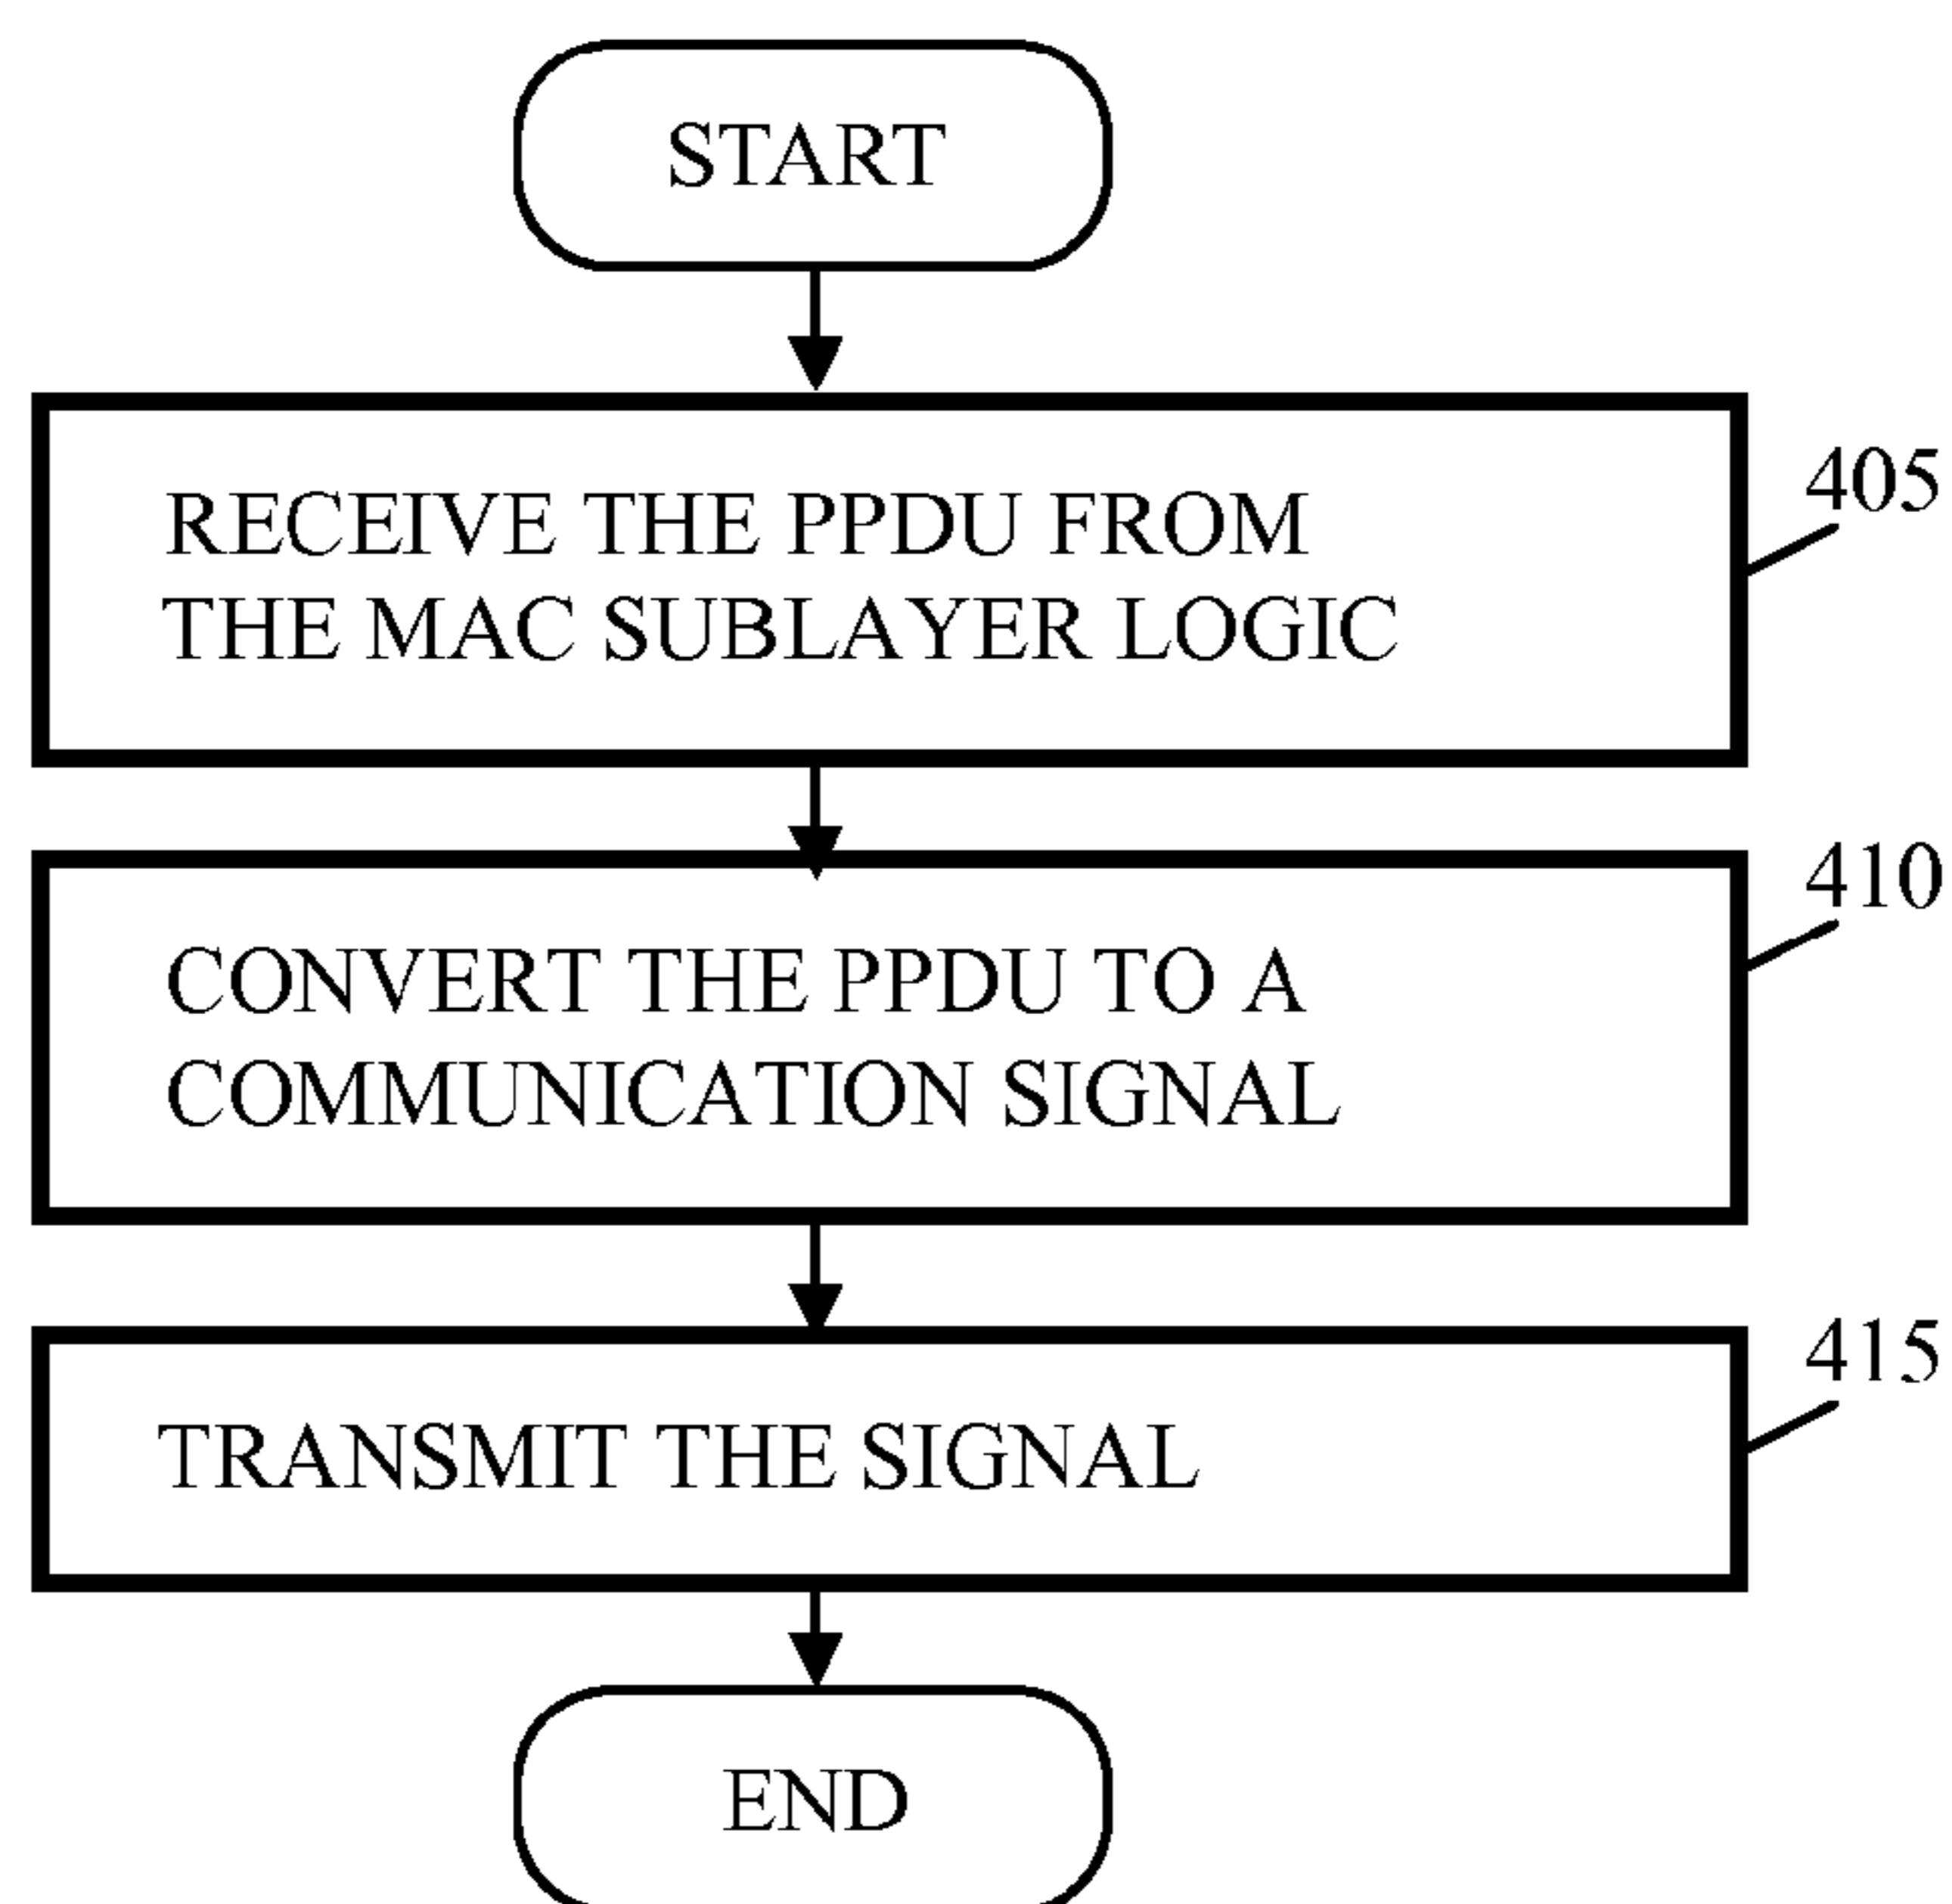 START
RECEIVE THE PPDU FROM
THE MAC SUBLAYER LOGIC
405
CONVERT THE PPDU TO A
COMMUNICATION SIGNAL
410
TRANSMIT THE SIGNAL
415
END